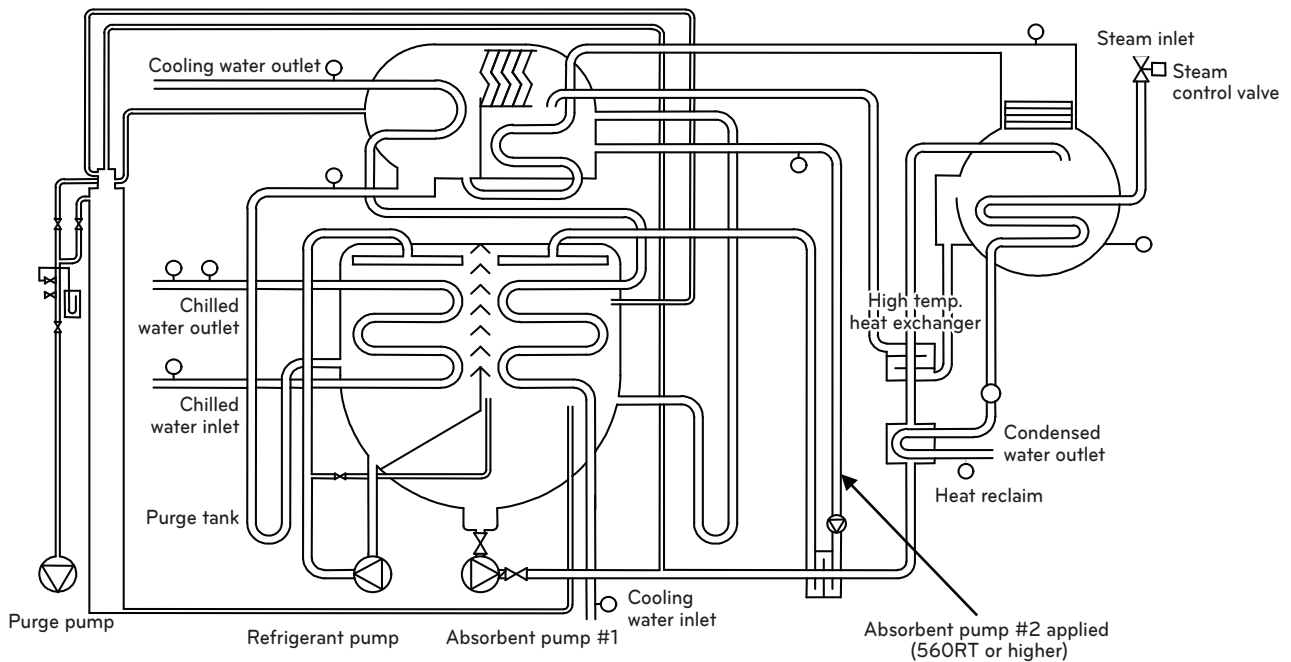 Steam inlet
Cooling water outlet
Steam
control valve
Chilled
water outlet
High temp.
heat exchanger
Chilled
water inlet
Condensed
water outlet
Heat reclaim
Purge tank
Cooling
water inlet
Purge pump
Refrigerant pump
Absorbent pump #1
Absorbent pump #2 applied
(560RT or higher)